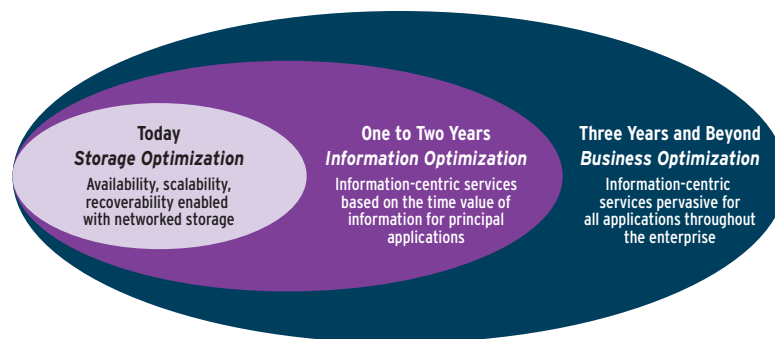 Today
Storage Optimization
Availability, scalability,
recoverability enabled
with networked storage
One to Two Years
Information Optimization
Information-centric services
based on the time value of
information for principal
applications
Three Years and Beyond
Business Optimization
Information-centric
services pervasive for
all applications throughout
the enterprise